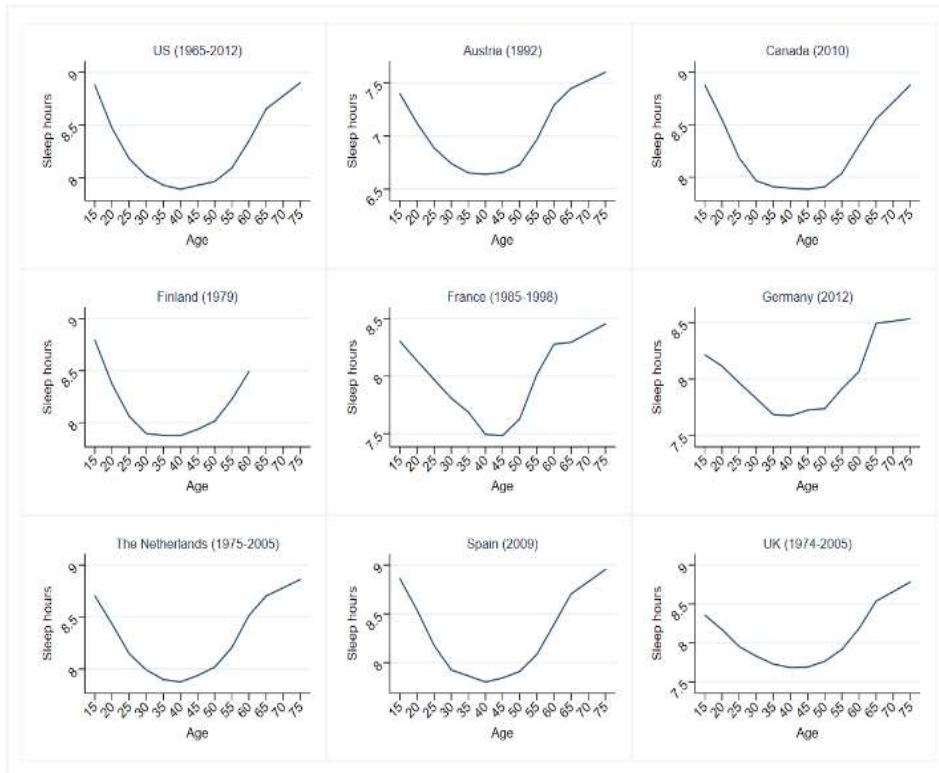 US (1965-2012)
Sleep hours
9
8.5
8
15 20 25 30 35 40 45 50 55 60 65 70 75
Age
Austria (1992)
Sleep hours
7.5
7
6.5
15 20 25 30 35 40 45 50 55 60 65 70 75
Age
Canada (2010)
Sleep hours
9
8.5
8
15 20 25 30 35 40 45 50 55 60 65 70 75
Age
Finland (1979)
Sleep hours
9
8.5
8
15 20 25 30 35 40 45 50 55 60 65 70 75
Age
France (1985-1998)
Sleep hours
8.5
8
7.5
15 20 25 30 35 40 45 50 55 60 65 70 75
Age
Germany (2012)
Sleep hours
8.5
8
7.5
15 20 25 30 35 40 45 50 55 60 65 70 75
Age
The Netherlands (1975-2005)
Sleep hours
9
8.5
8
15 20 25 30 35 40 45 50 55 60 65 70 75
Age
Spain (2009)
Sleep hours
9
8.5
8
15 20 25 30 35 40 45 50 55 60 65 70 75
Age
UK (1974-2005)
Sleep hours
9
8.5
8
7.5
15 20 25 30 35 40 45 50 55 60 65 70 75
Age